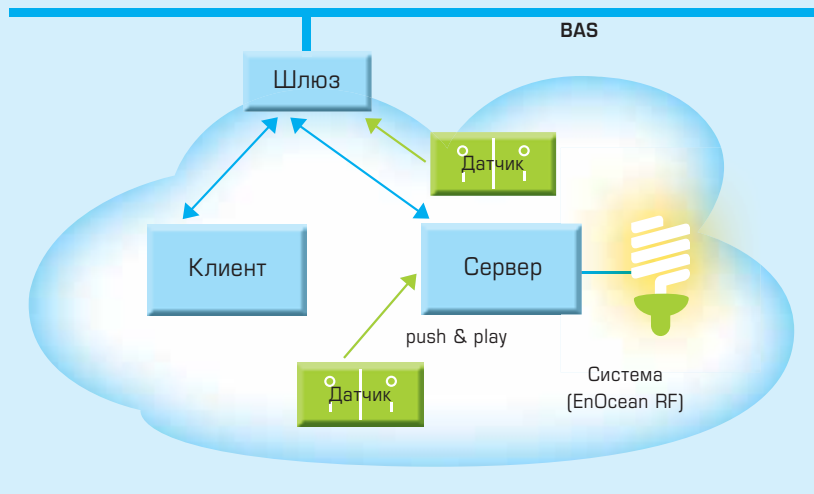 BAS
Шлюз
Датчик
Клиент
Сервер
push & play
Датчик
Система
(EnOcean RF)